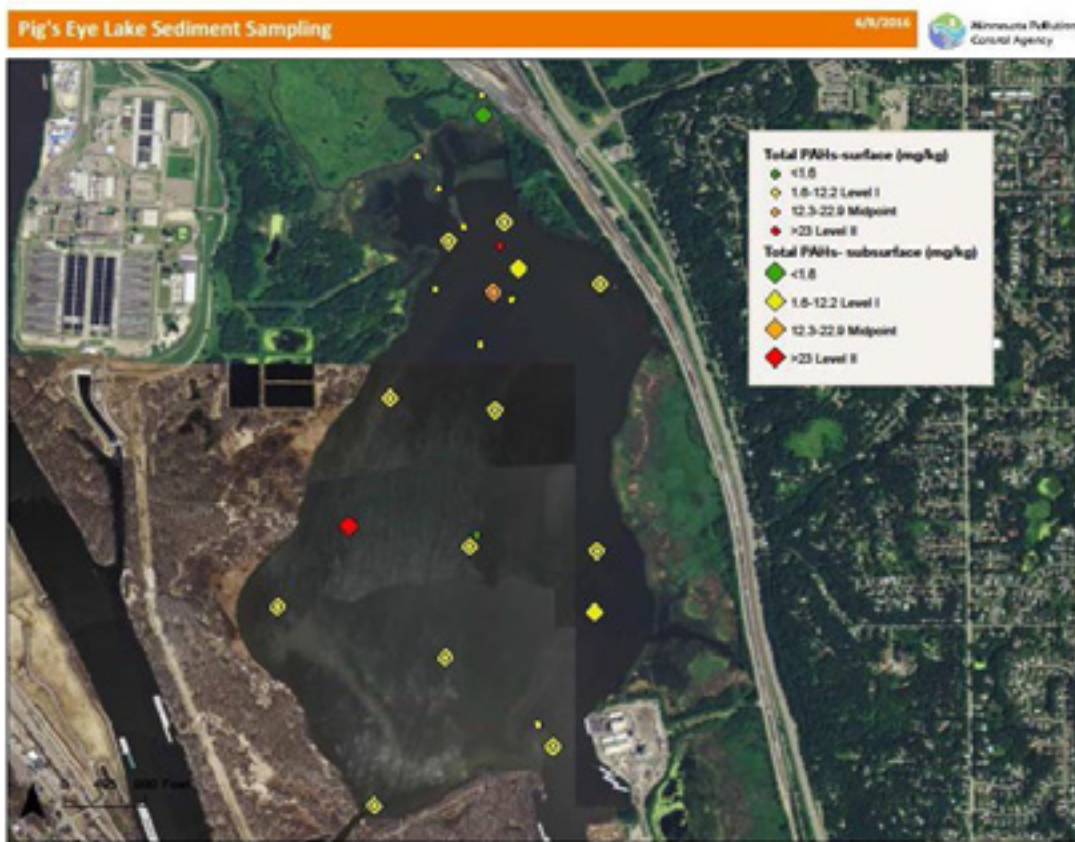 Pig's Eye Lake Sediment Sampling
6/8/2016
Minnesota Pollution
Control Agency
Total PAHs-surface (mg/kg)
<1.6
1.6-12.2 Level I
12.3-22.9 Midpoint
>23 Level II
Total PAHs- subsurface (mg/kg)
<1.6
1.6-12.2 Level I
12.3-22.9 Midpoint
>23 Level II
0
Feet